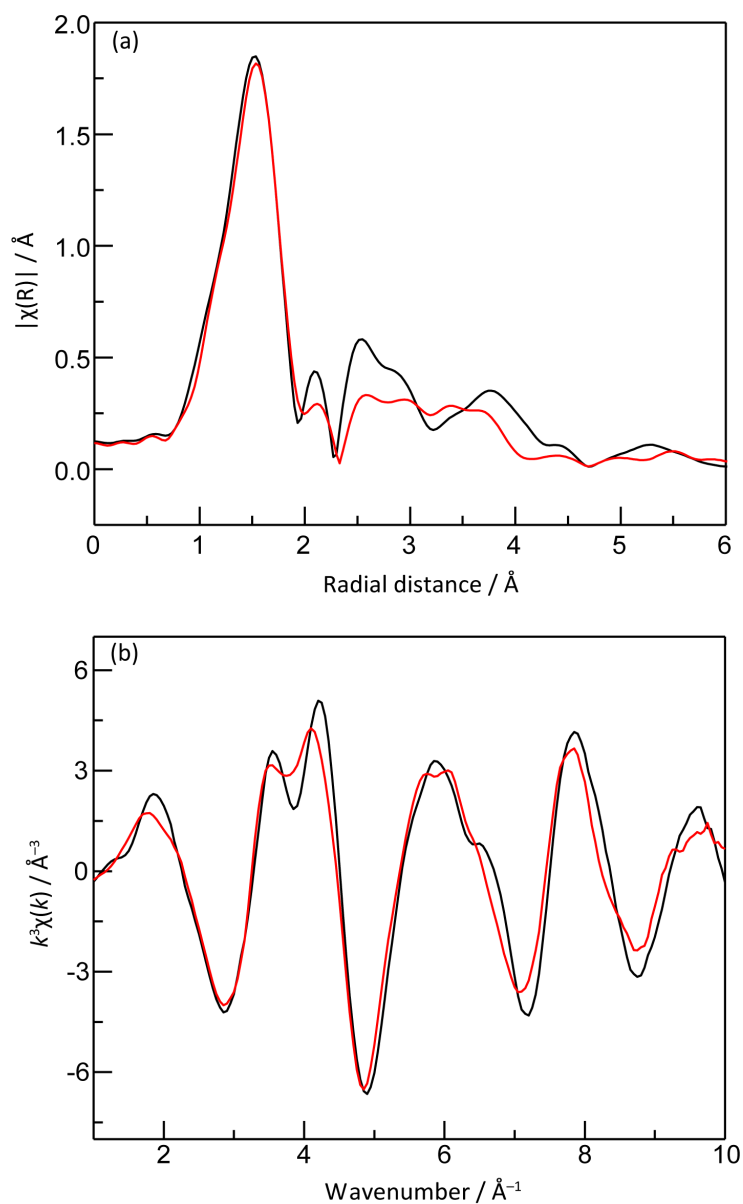 (a)
2.0
1.5
1.0
0.5
0.0
|χ(R)| / Å
0 1 2 3 4 5 6
Radial distance / Å
(b)
6
3
0
-3
-6
k³χ(k) / Å⁻³
2 4 6 8 10
Wavenumber / Å⁻¹